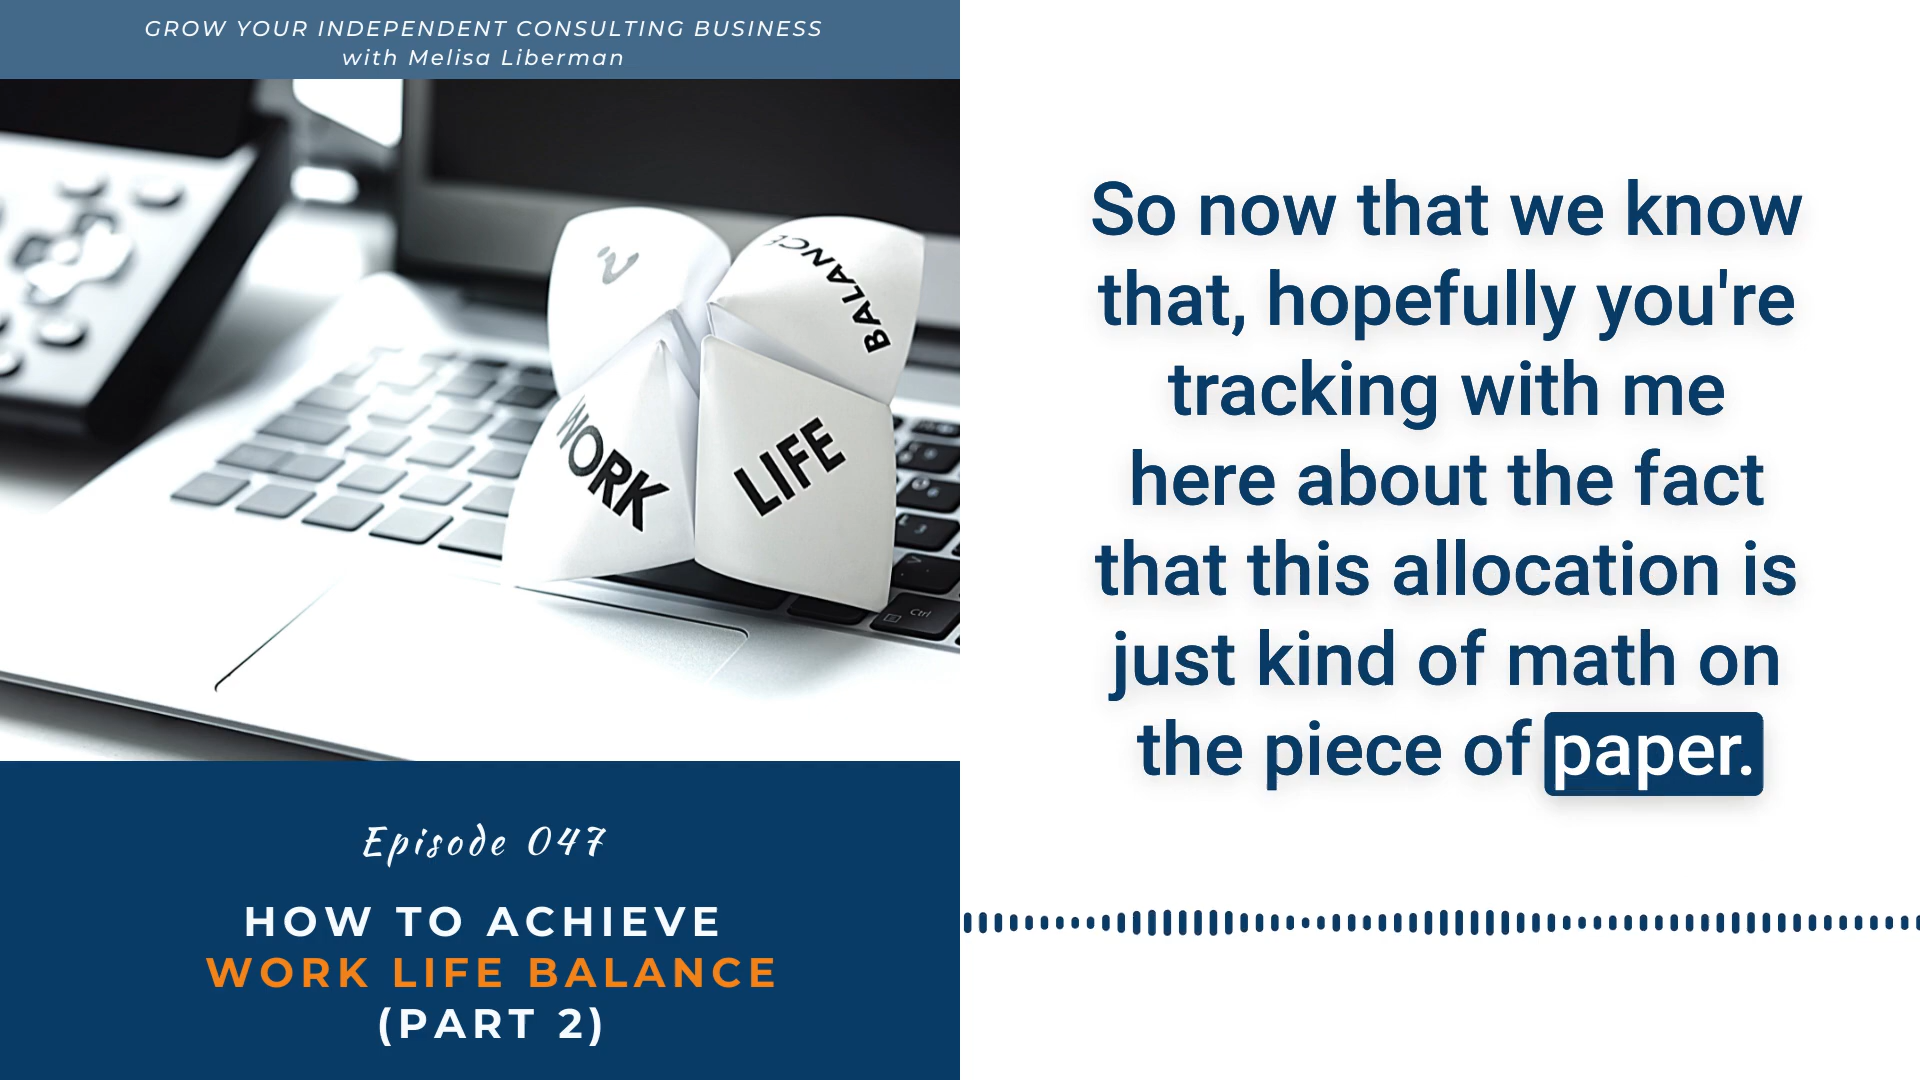 GROW YOUR INDEPENDENT CONSULTING BUSINESS
with Melisa Liberman
BALANCE
WORK
LIFE
Ctrl
Episode 047
HOW TO ACHIEVE
WORK LIFE BALANCE
(PART 2)
So now that we know
that, hopefully you're
tracking with me
here about the fact
that this allocation is
just kind of math on
the piece of paper.